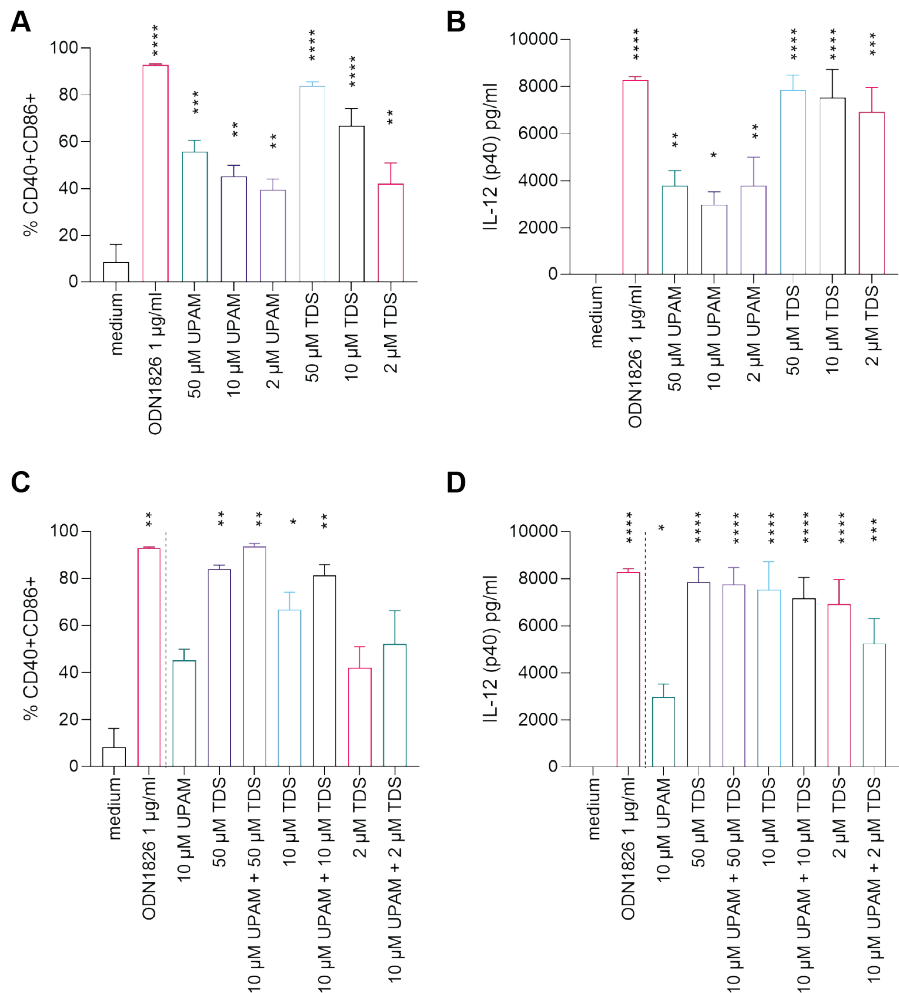 A
% CD40+CD86+
100
80
60
40
20
0
****
***
**
**
****
****
**
medium
ODN1826 1 µg/ml
50 µM UPAM
10 µM UPAM
2 µM UPAM
50 µM TDS
10 µM TDS
2 µM TDS
B
IL-12 (p40) pg/ml
10000
8000
6000
4000
2000
0
****
**
*
**
****
****
***
medium
ODN1826 1 µg/ml
50 µM UPAM
10 µM UPAM
2 µM UPAM
50 µM TDS
10 µM TDS
2 µM TDS
C
% CD40+CD86+
100
80
60
40
20
0
**
**
**
*
**
medium
ODN1826 1 µg/ml
10 µM UPAM
50 µM TDS
10 µM UPAM + 50 µM TDS
10 µM TDS
10 µM UPAM + 10 µM TDS
2 µM TDS
10 µM UPAM + 2 µM TDS
D
IL-12 (p40) pg/ml
10000
8000
6000
4000
2000
0
****
*
****
****
****
****
****
***
medium
ODN1826 1 µg/ml
10 µM UPAM
50 µM TDS
10 µM UPAM + 50 µM TDS
10 µM TDS
10 µM UPAM + 10 µM TDS
2 µM TDS
10 µM UPAM + 2 µM TDS